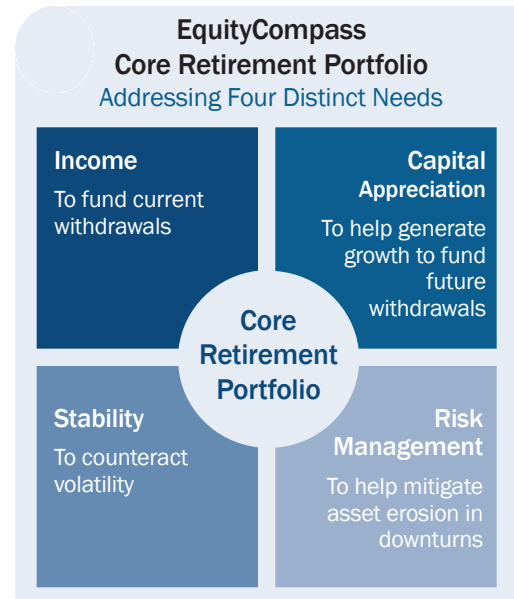 EquityCompass
Core Retirement Portfolio
Addressing Four Distinct Needs
Income
To fund current
withdrawals
Capital
Appreciation
To help generate
growth to fund
future
withdrawals
Core
Retirement
Portfolio
Stability
To counteract
volatility
Risk
Management
To help mitigate
asset erosion in
downturns